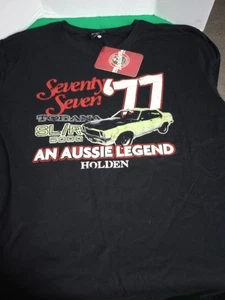 Seventy
Seven '77
TORANA
SL/R
5000
AN AUSSIE LEGEND
HOLDEN